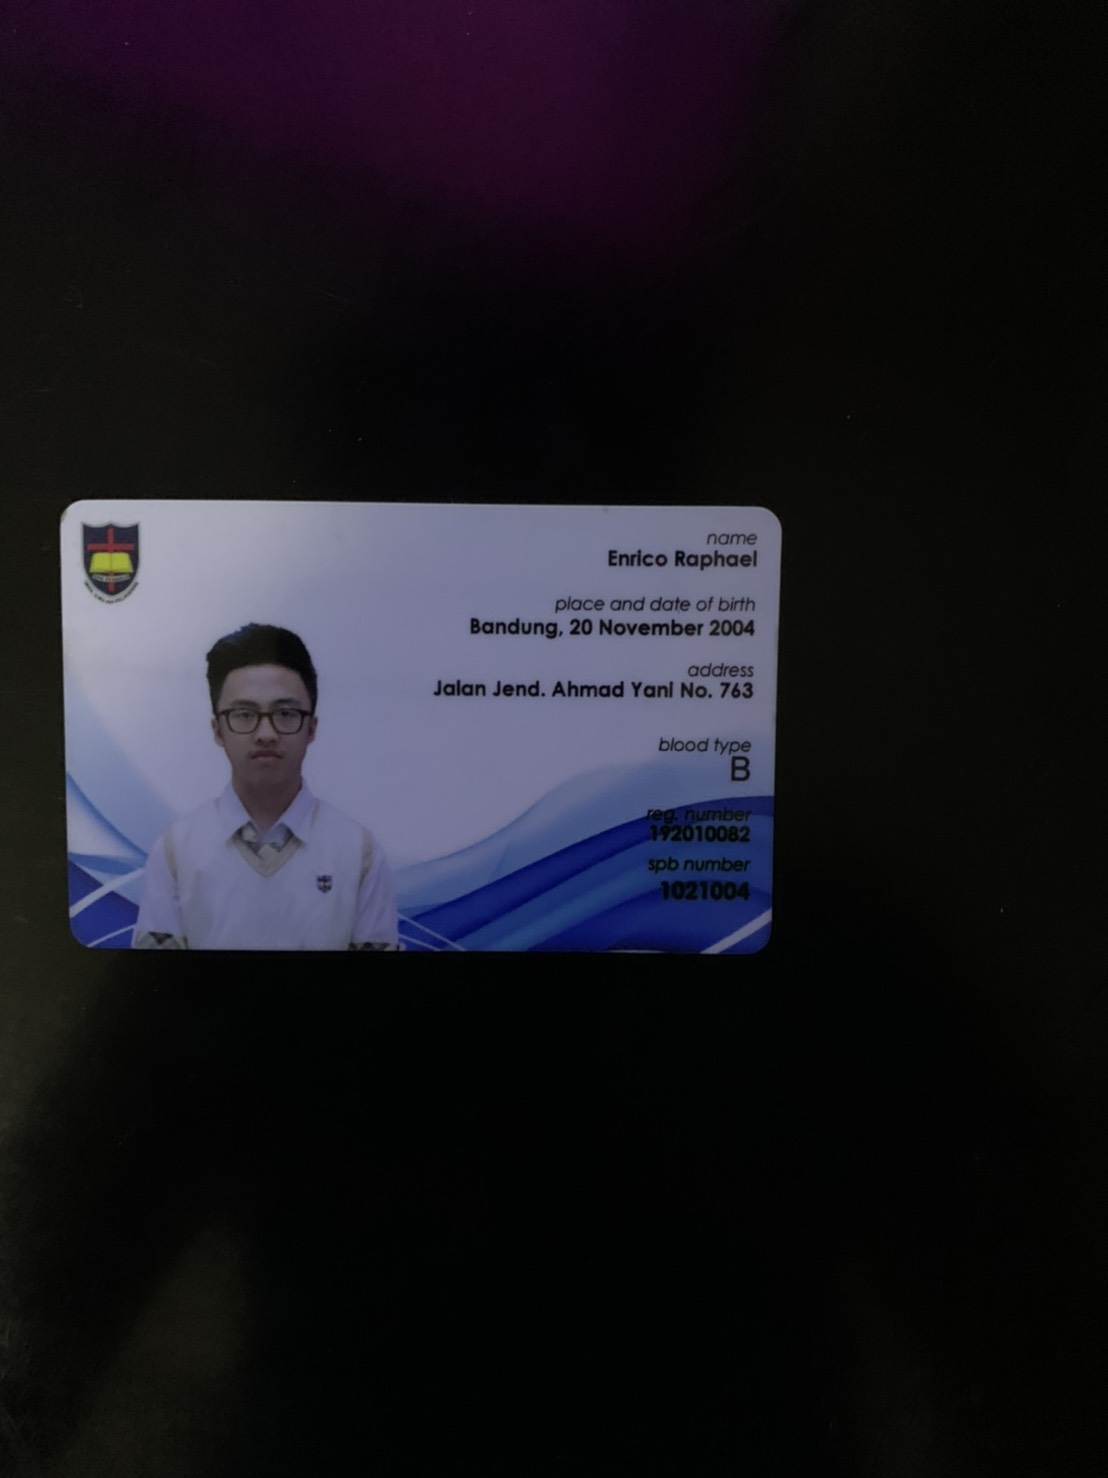 name
Enrico Raphael
place and date of birth
Bandung, 20 November 2004
address
Jalan Jend. Ahmad Yani No. 763
blood type
B
reg. number
192010082
spb number
1021004